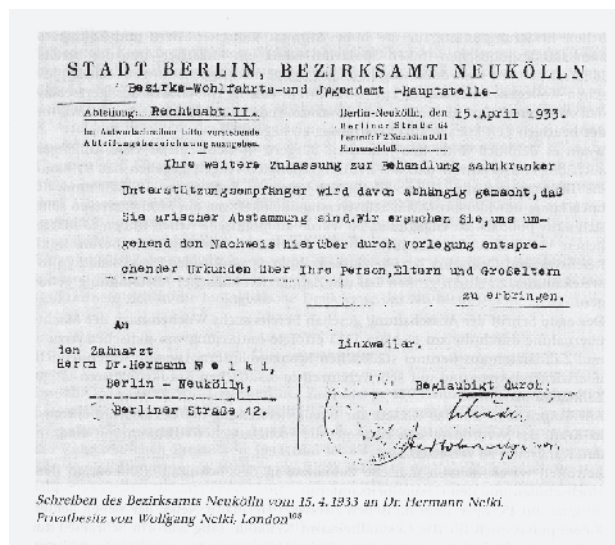 STADT BERLIN, BEZIRKSAMT NEUKÖLLN
Bezirks-Wohlfahrts-und Jugendamt -Hauptstelle-
Abteilung: Rechtsabt.II.
Berlin-Neukölln, den 15.April 1933.
Im Antwortschreiben bitte vorstehende
Abteilungsbezeichnung anzugeben.
Berliner Straße 64
Hausanschluß
Ihre weitere Zulassung zur Behandlung zahnkranker
Unterstützungsempfänger wird davon abhängig gemacht, daß
Sie arischer Abstammung sind.Wir ersuchen Sie,uns um-
gehend den Nachweis hierüber durch Vorlegung entspre-
chender Urkunden über Ihre Person,Eltern und Großeltern
zu erbringen.
An
den Zahnarzt
Herrn Dr.Hermann N e l k i,
Berlin - Neukölln,
Berliner Straße 42.
Linxweiler.
Beglaubigt durch:
Schreiben des Bezirksamts Neukölln vom 15. 4. 1933 an Dr. Hermann Nelki.
Privatbesitz von Wolfgang Nelki, London¹⁰⁸